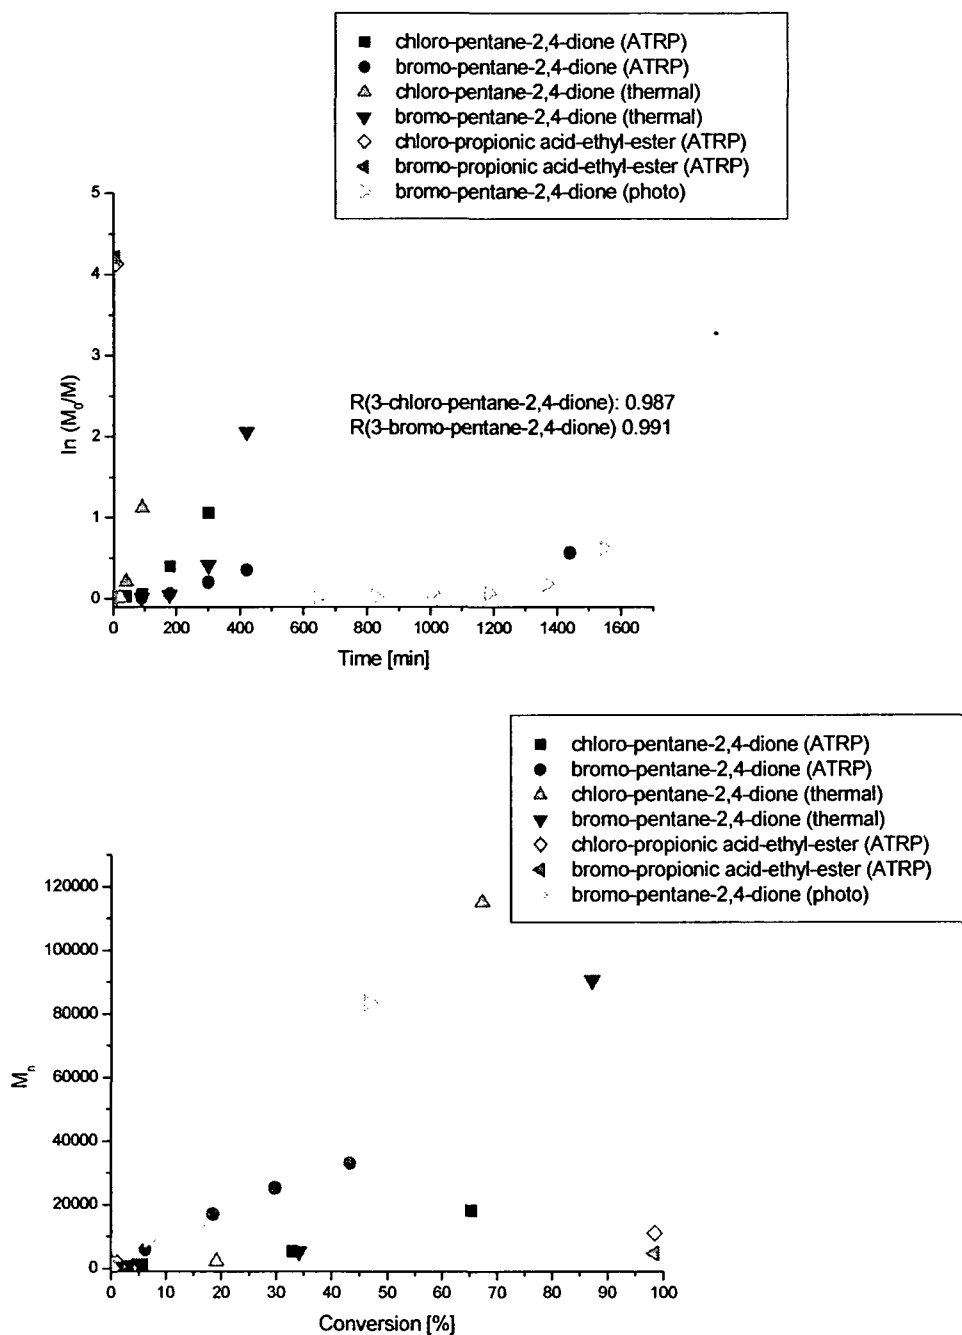 chloro-pentane-2,4-dione (ATRP)
bromo-pentane-2,4-dione (ATRP)
chloro-pentane-2,4-dione (thermal)
bromo-pentane-2,4-dione (thermal)
chloro-propionic acid-ethyl-ester (ATRP)
bromo-propionic acid-ethyl-ester (ATRP)
bromo-pentane-2,4-dione (photo)
5
4
3
2
1
0
ln (M₀/M)
R(3-chloro-pentane-2,4-dione): 0.987
R(3-bromo-pentane-2,4-dione) 0.991
0 200 400 600 800 1000 1200 1400 1600
Time [min]
chloro-pentane-2,4-dione (ATRP)
bromo-pentane-2,4-dione (ATRP)
chloro-pentane-2,4-dione (thermal)
bromo-pentane-2,4-dione (thermal)
chloro-propionic acid-ethyl-ester (ATRP)
bromo-propionic acid-ethyl-ester (ATRP)
bromo-pentane-2,4-dione (photo)
120000
100000
80000
60000
40000
20000
0
Mₙ
0 10 20 30 40 50 60 70 80 90 100
Conversion [%]